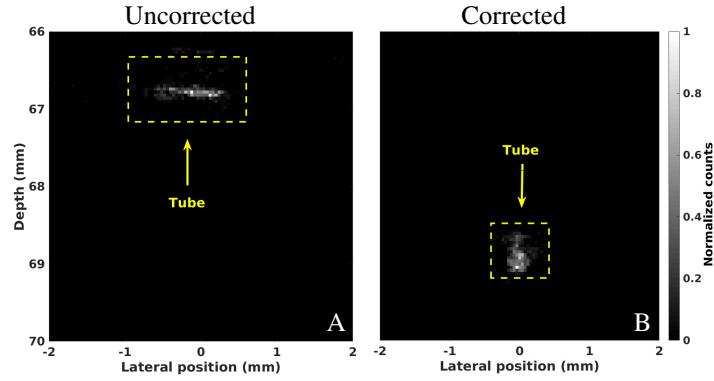 Uncorrected
Corrected
66
67
68
69
70
Depth (mm)
Tube
A
-2
-1
0
1
2
Lateral position (mm)
Tube
B
-2
-1
0
1
2
Lateral position (mm)
1
0.8
0.6
0.4
0.2
0
Normalized counts